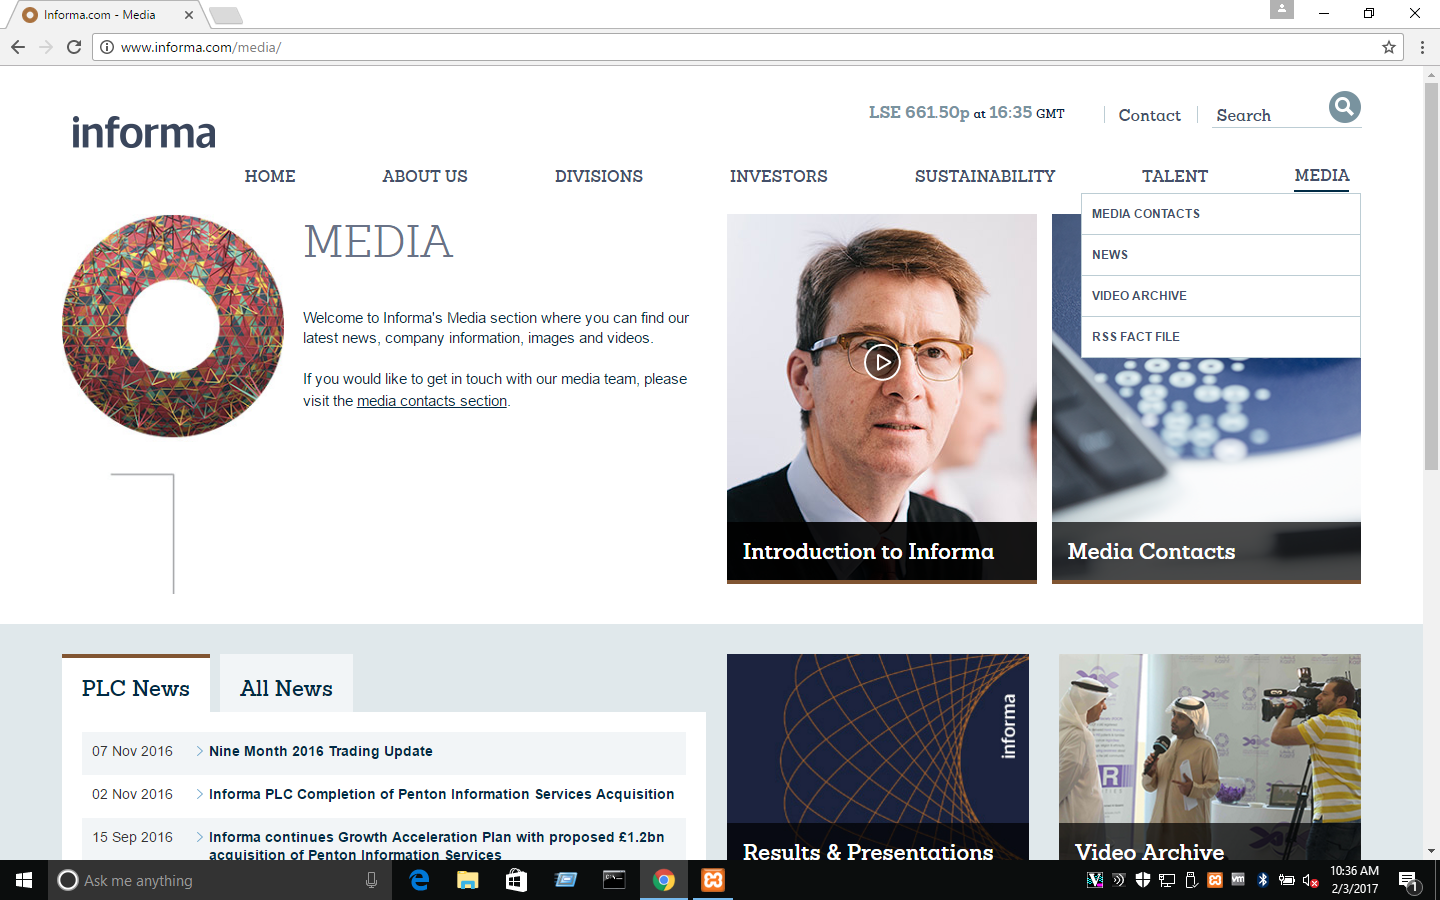 Informa.com - Media
www.informa.com/media/
informa
LSE 661.50p at 16:35 GMT
Contact
Search
HOME
ABOUT US
DIVISIONS
INVESTORS
SUSTAINABILITY
TALENT
MEDIA
MEDIA CONTACTS
NEWS
VIDEO ARCHIVE
RSS FACT FILE
MEDIA
Welcome to Informa's Media section where you can find our
latest news, company information, images and videos.
If you would like to get in touch with our media team, please
visit the media contacts section.
Introduction to Informa
Media Contacts
PLC News
All News
07 Nov 2016
Nine Month 2016 Trading Update
02 Nov 2016
Informa PLC Completion of Penton Information Services Acquisition
15 Sep 2016
Informa continues Growth Acceleration Plan with proposed £1.2bn
acquisition of Penton Information Services
informa
Results & Presentations
Video Archive
Ask me anything
10:36 AM
2/3/2017
1